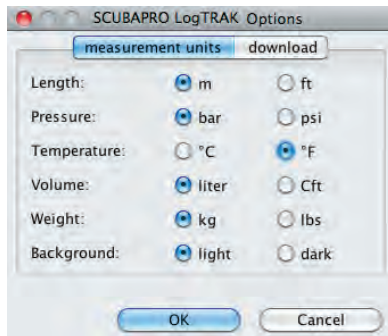 SCUBAPRO LogTRAK Options
measurement units download
Length: m ft
Pressure: bar psi
Temperature: °C °F
Volume: liter Cft
Weight: kg lbs
Background: light dark
OK Cancel